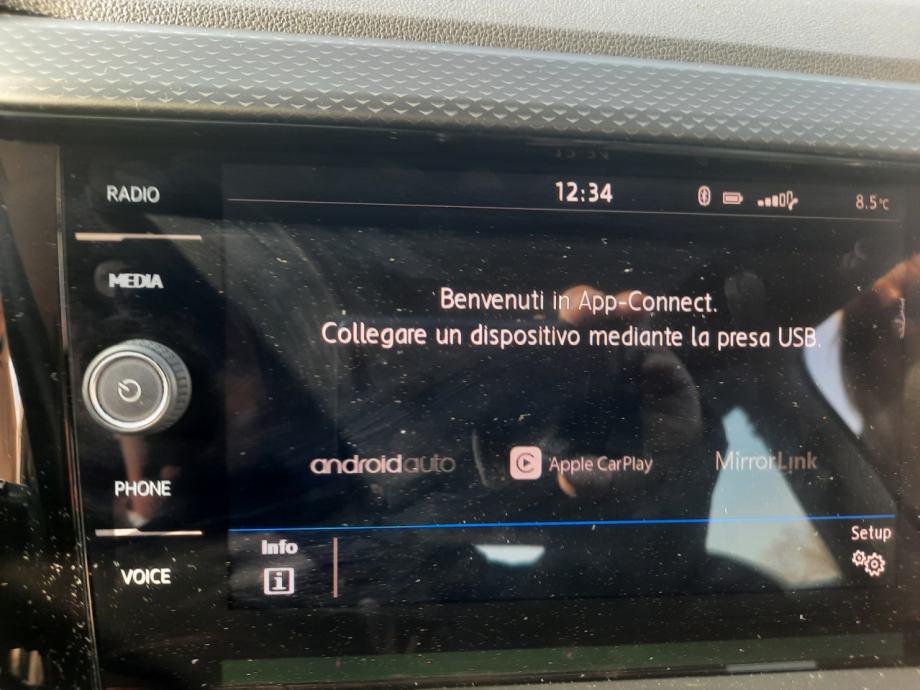 RADIO
12:34
8.5°C
MEDIA
Benvenuti in App-Connect.
Collegare un dispositivo mediante la presa USB.
androidauto
Apple CarPlay
MirrorLink
PHONE
Info
Setup
VOICE